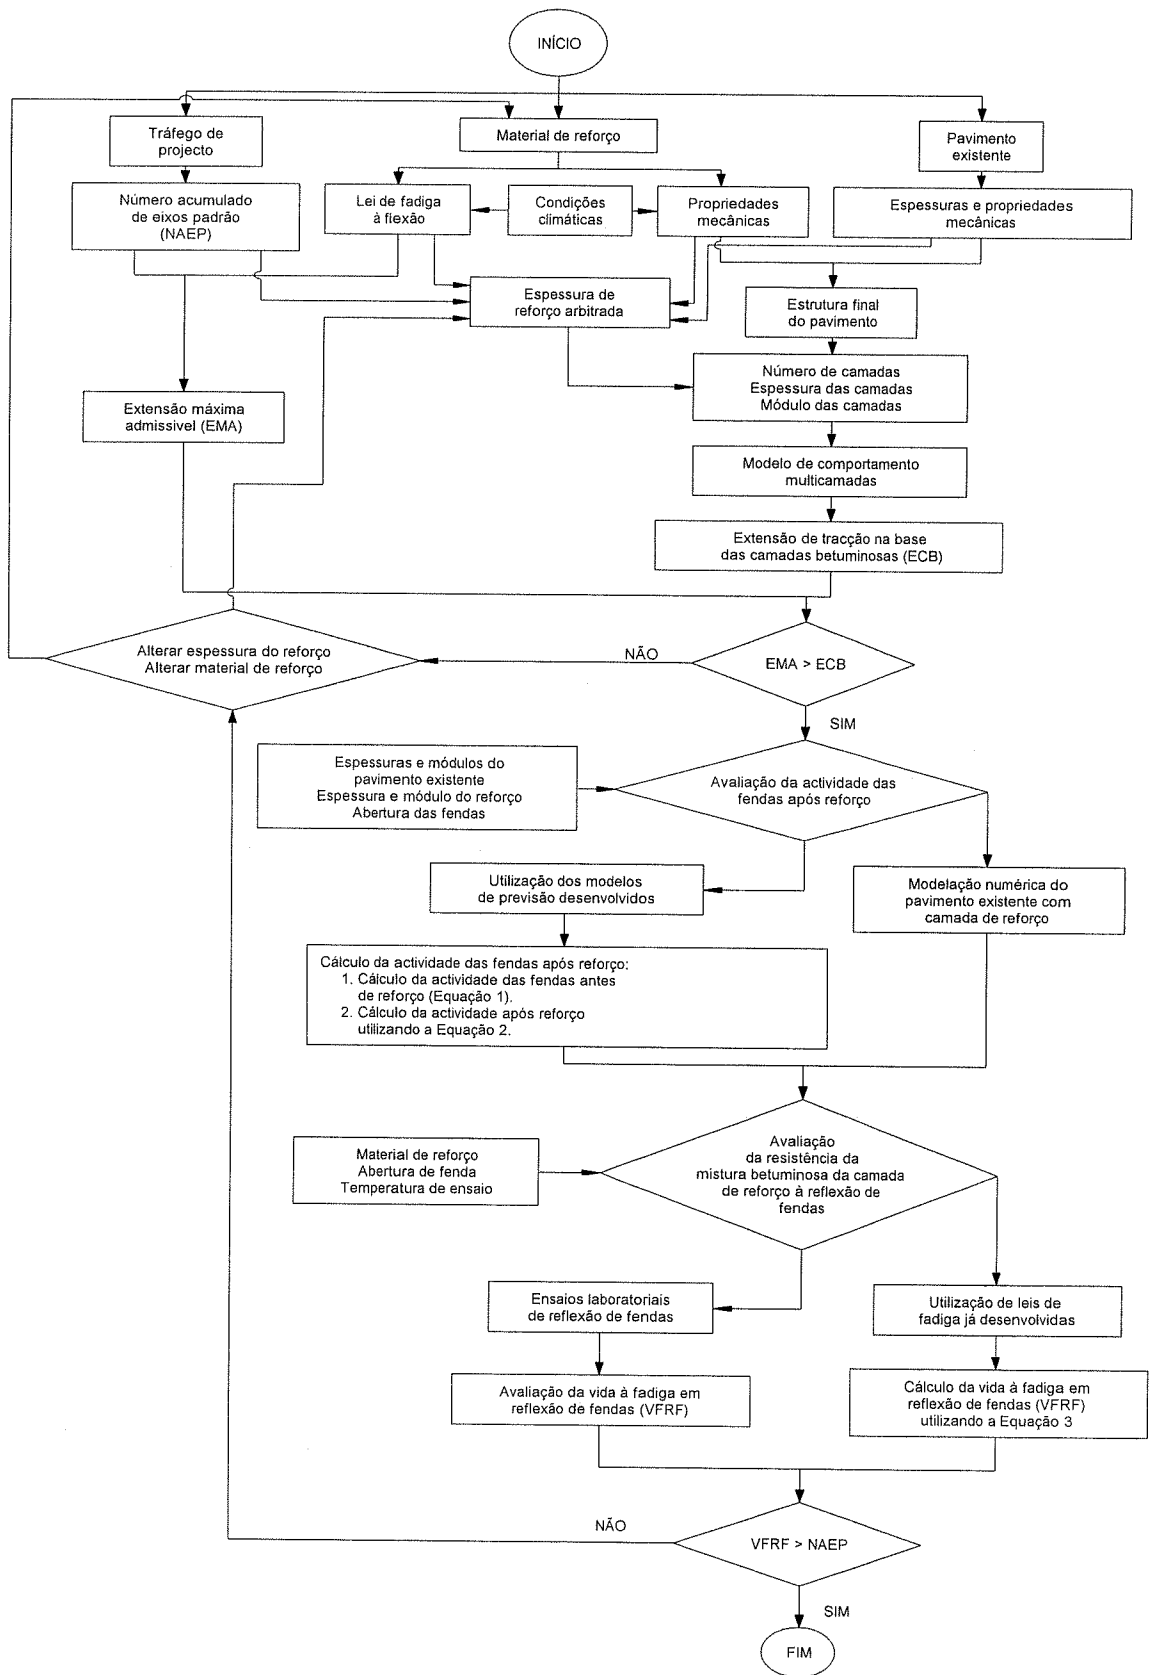 INÍCIO
Tráfego de
projecto
Material de reforço
Pavimento
existente
Número acumulado
de eixos padrão
(NAEP)
Lei de fadiga
à flexão
Condições
climáticas
Propriedades
mecânicas
Espessuras e propriedades
mecânicas
Espessura de
reforço arbitrada
Estrutura final
do pavimento
Número de camadas
Espessura das camadas
Módulo das camadas
Extensão máxima
admissivel (EMA)
Modelo de comportamento
multicamadas
Extensão de tracção na base
das camadas betuminosas (ECB)
Alterar espessura do reforço
Alterar material de reforço
NÃO
EMA > ECB
SIM
Espessuras e módulos do
pavimento existente
Espessura e módulo do reforço
Abertura das fendas
Avaliação da actividade das
fendas após reforço
Utilização dos modelos
de previsão desenvolvidos
Modelação numérica do
pavimento existente com
camada de reforço
Cálculo da actividade das fendas após reforço:
1. Cálculo da actividade das fendas antes
de reforço (Equação 1).
2. Cálculo da actividade após reforço
utilizando a Equação 2.
Material de reforço
Abertura de fenda
Temperatura de ensaio
Avaliação
da resistência da
mistura betuminosa da camada
de reforço à reflexão de
fendas
Ensaios laboratoriais
de reflexão de fendas
Utilização de leis de
fadiga já desenvolvidas
Avaliação da vida à fadiga em
reflexão de fendas (VFRF)
Cálculo da vida à fadiga em
reflexão de fendas (VFRF)
utilizando a Equação 3
NÃO
VFRF > NAEP
SIM
FIM